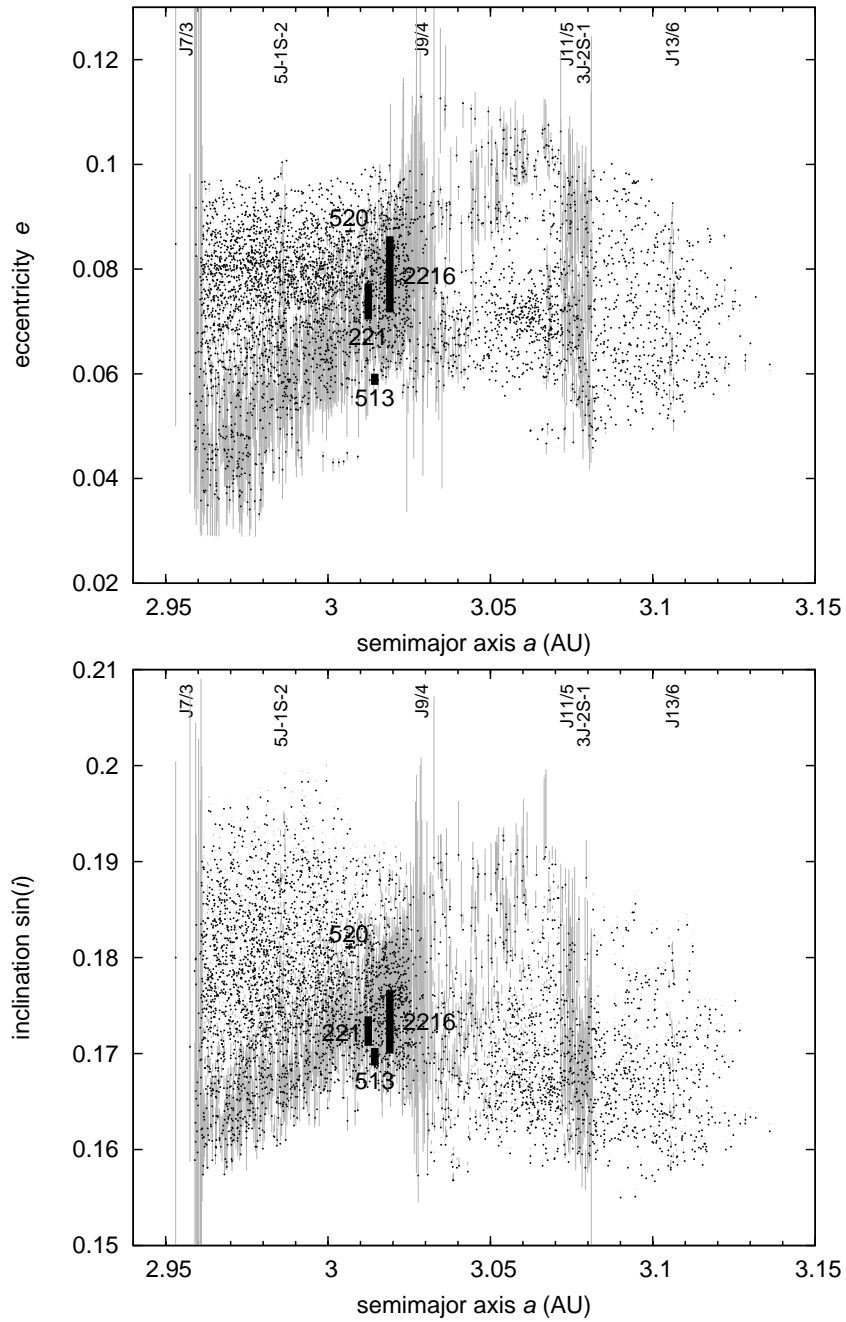 J7/3
5J-1S-2
J9/4
J11/5
3J-2S-1
J13/6
0.12
0.1
0.08
0.06
0.04
0.02
eccentricity e
520
2216
221
513
2.95 3 3.05 3.1 3.15
semimajor axis a (AU)
J7/3
5J-1S-2
J9/4
J11/5
3J-2S-1
J13/6
0.21
0.2
0.19
0.18
0.17
0.16
0.15
inclination sin(i)
520
221
2216
513
2.95 3 3.05 3.1 3.15
semimajor axis a (AU)